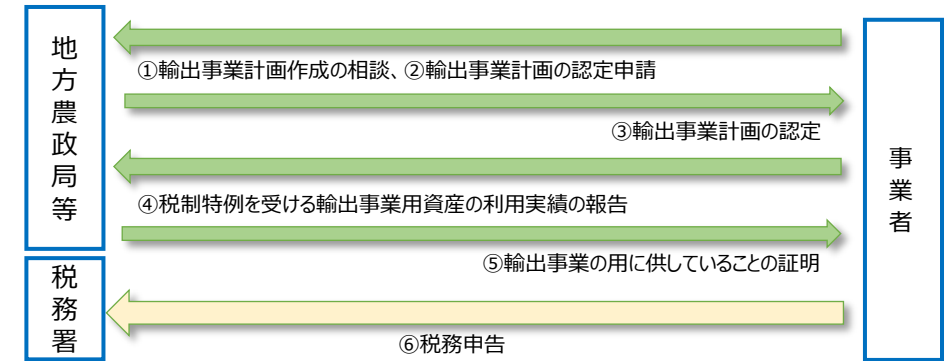 地方農政局等
①輸出事業計画作成の相談、②輸出事業計画の認定申請
③輸出事業計画の認定
④税制特例を受ける輸出事業用資産の利用実績の報告
⑤輸出事業の用に供していることの証明
事業者
税務署
⑥税務申告